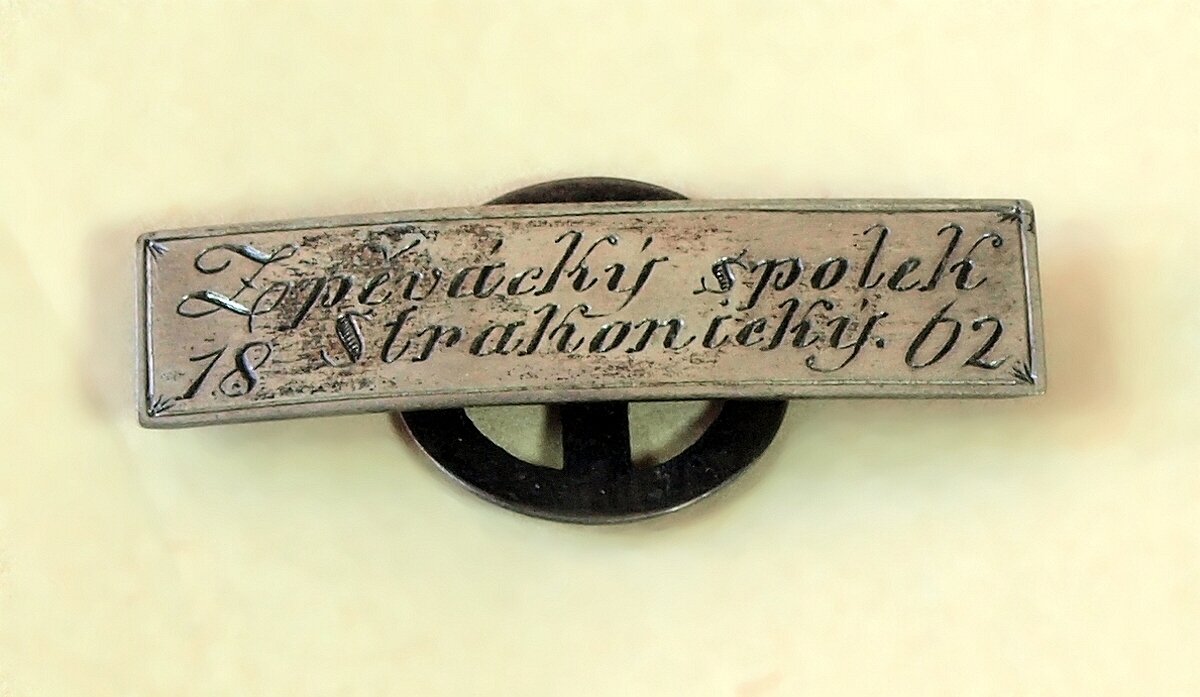 Zpěvácký spolek
18 Strakonický. 62